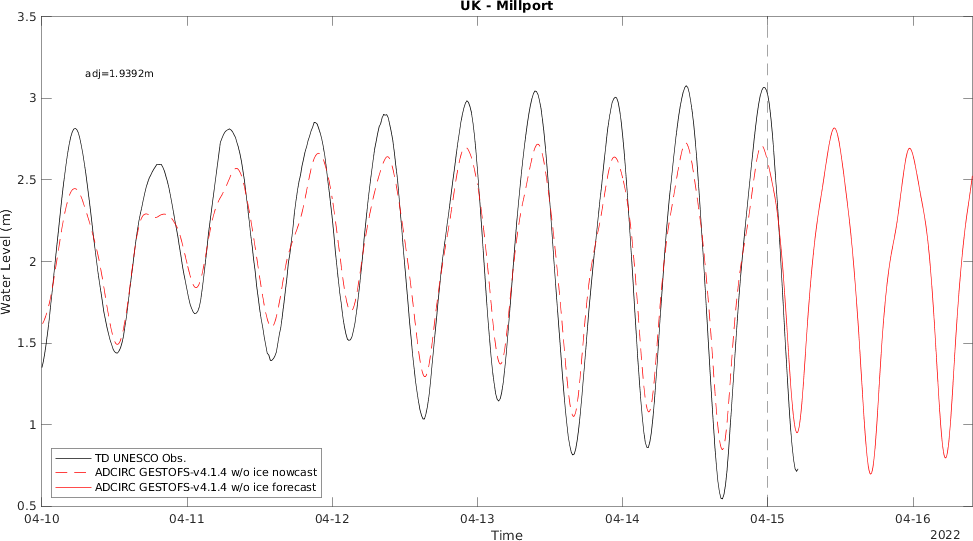 UK - Millport
3.5
3
2.5
2
1.5
1
0.5
Water Level (m)
adj=1.9392m
TD UNESCO Obs.
ADCIRC GESTOFS-v4.1.4 w/o ice nowcast
ADCIRC GESTOFS-v4.1.4 w/o ice forecast
04-10 04-11 04-12 04-13 04-14 04-15 04-16
Time
2022